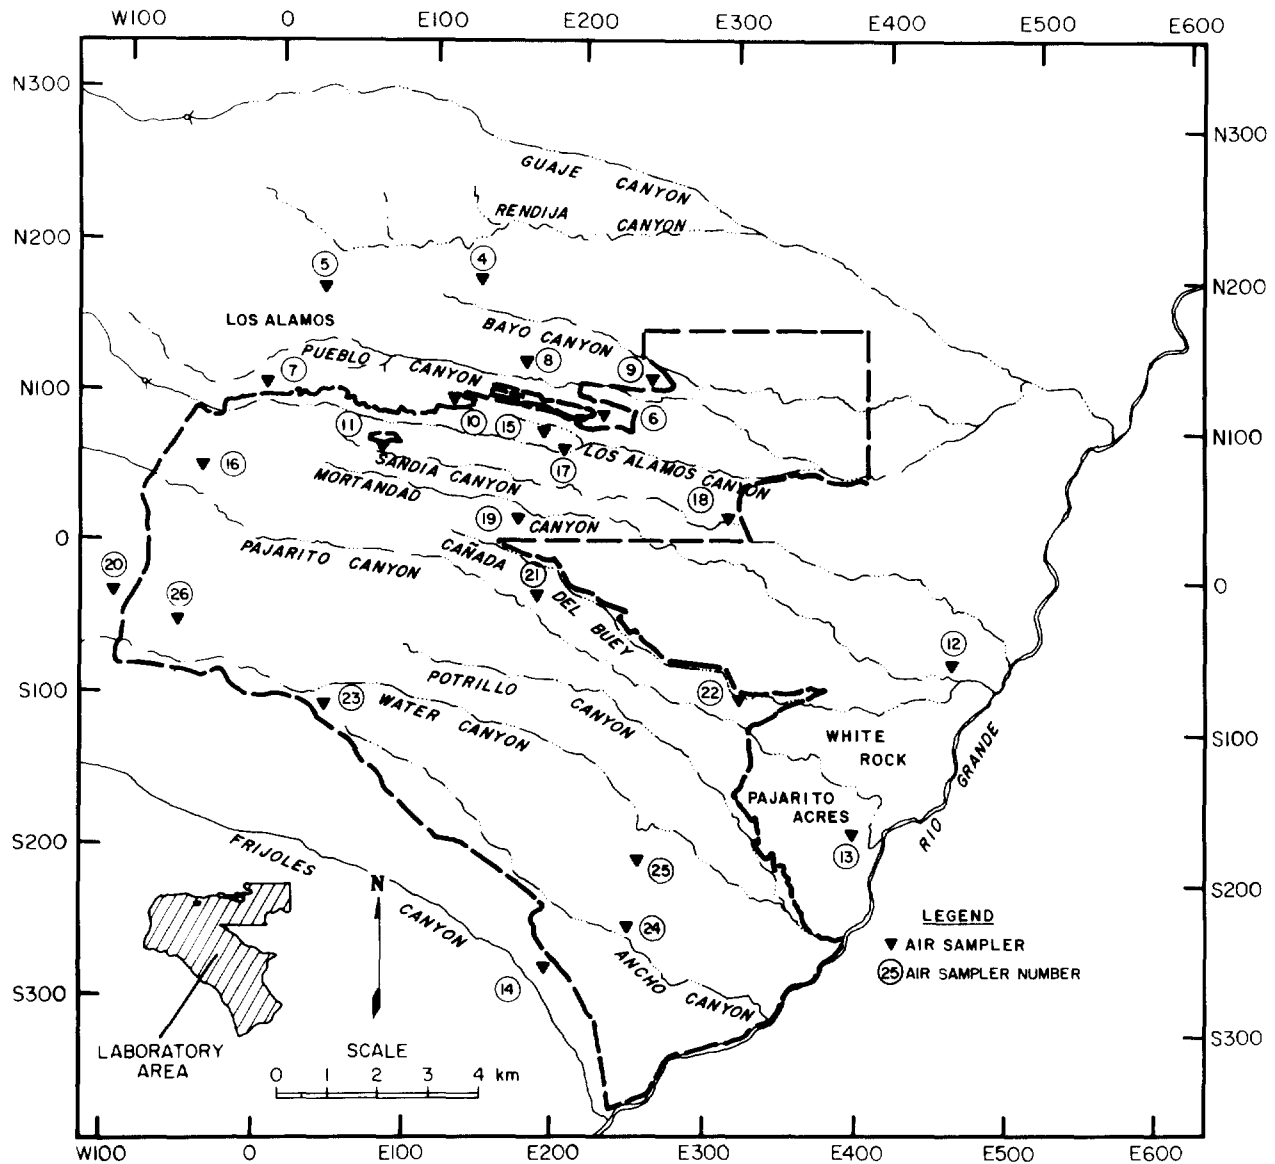 W100 0 E100 E200 E300 E400 E500 E600
N300
N300
GUAJE CANYON
RENDIJA CANYON
N200
5
4
N200
LOS ALAMOS
BAYO CANYON
PUEBLO CANYON
8
9
7
N100
6
11
10
15
N100
LOS ALAMOS CANYON
16
SANDIA CANYON
17
MORTANDAD CANYON
18
19
0
CAÑADA DEL BUEY
PAJARITO CANYON
20
21
0
26
12
S100
POTRILLO CANYON
22
23
WATER CANYON
WHITE ROCK
S100
RIO GRANDE
PAJARITO ACRES
S200
FRIJOLES CANYON
13
25
N
S200
LEGEND
AIR SAMPLER
25 AIR SAMPLER NUMBER
24
ANCHO CANYON
S300
14
S300
LABORATORY AREA
SCALE
0 1 2 3 4 km
W100 0 E100 E200 E300 E400 E500 E600